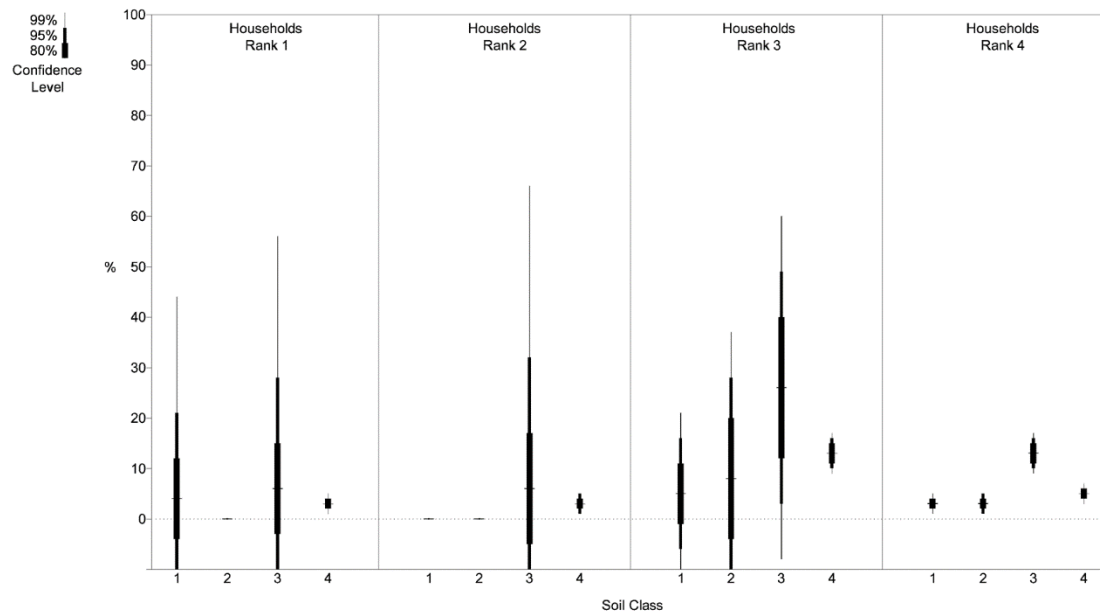 99%
95%
80%
Confidence
Level
Households
Rank 1
Households
Rank 2
Households
Rank 3
Households
Rank 4
100
90
80
70
60
%
50
40
30
20
10
0
1 2 3 4 1 2 3 4 1 2 3 4 1 2 3 4
Soil Class